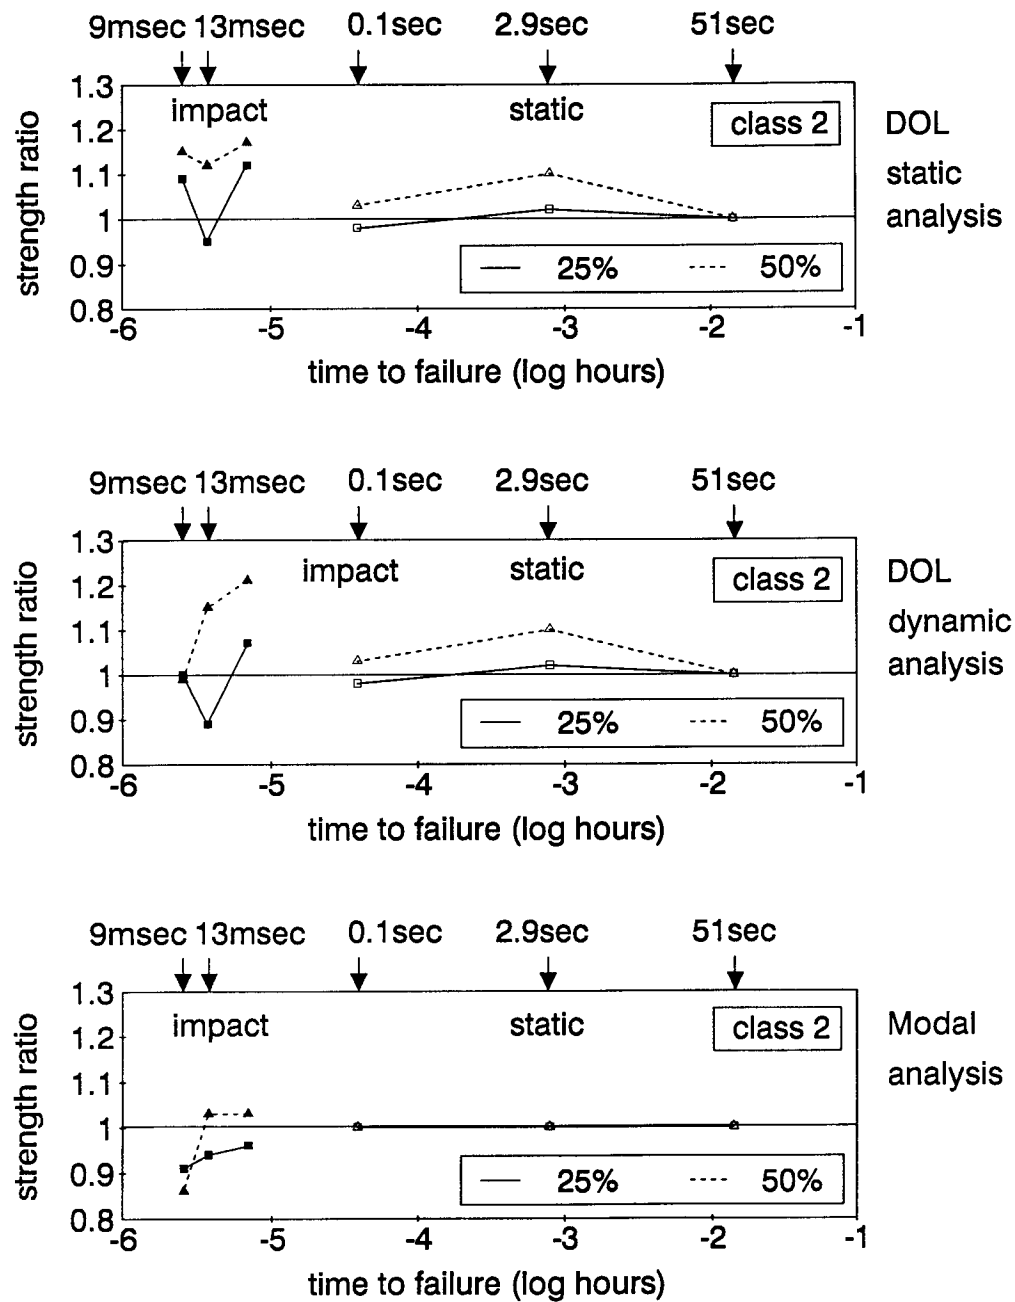 9msec 13msec 0.1sec 2.9sec 51sec
1.3
impact static class 2 DOL
1.2
static
1.1
analysis
1
0.9
25% 50%
0.8
strength ratio
-6 -5 -4 -3 -2 -1
time to failure (log hours)
9msec 13msec 0.1sec 2.9sec 51sec
1.3
impact static class 2 DOL
1.2
dynamic
1.1
analysis
1
0.9
25% 50%
0.8
strength ratio
-6 -5 -4 -3 -2 -1
time to failure (log hours)
9msec 13msec 0.1sec 2.9sec 51sec
1.3
impact static class 2 Modal
1.2
analysis
1.1
1
0.9
25% 50%
0.8
strength ratio
-6 -5 -4 -3 -2 -1
time to failure (log hours)